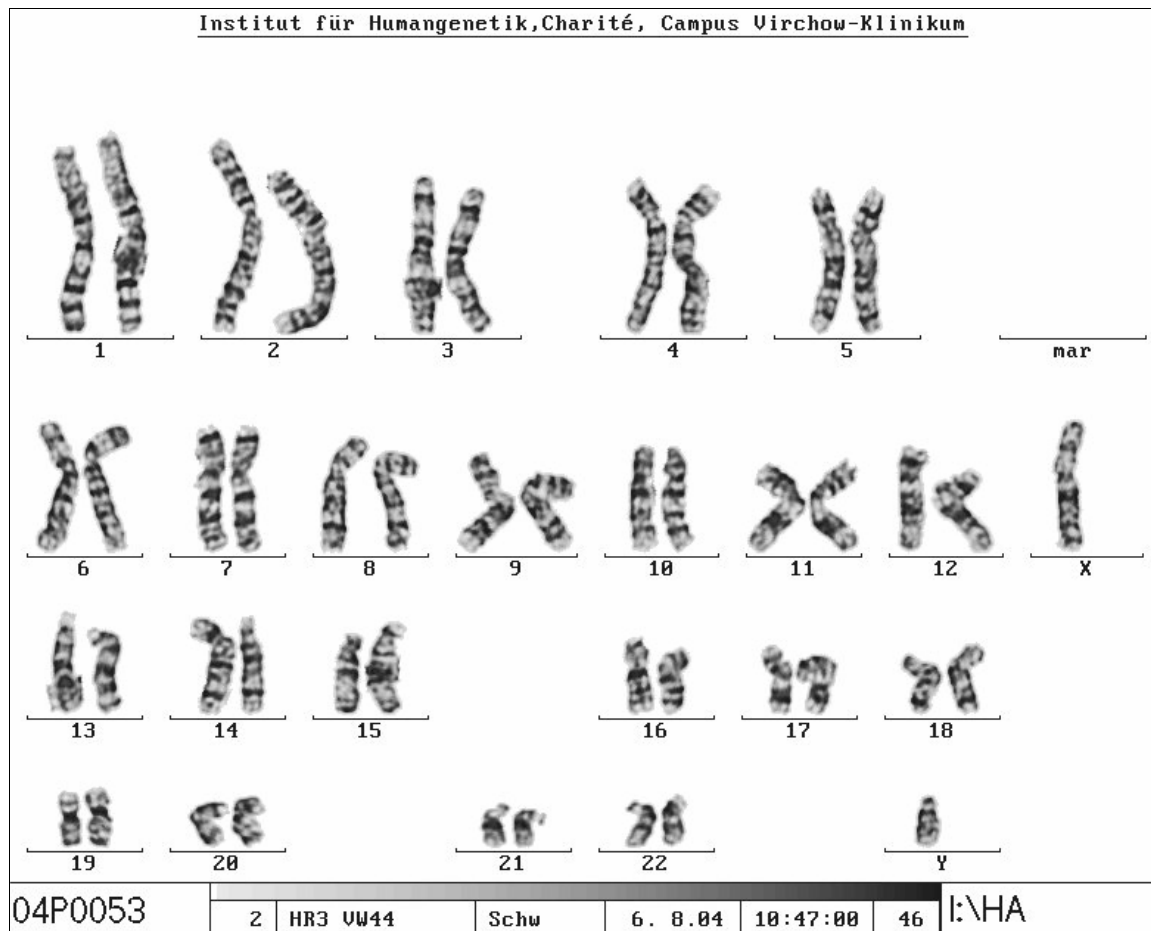 Institut für Humangenetik,Charité, Campus Virchow-Klinikum
1 2 3 4 5 mar
6 7 8 9 10 11 12 X
13 14 15 16 17 18
19 20 21 22 Y
04P0053 2 HR3 VW44 Schw 6. 8.04 10:47:00 46 I:\HA